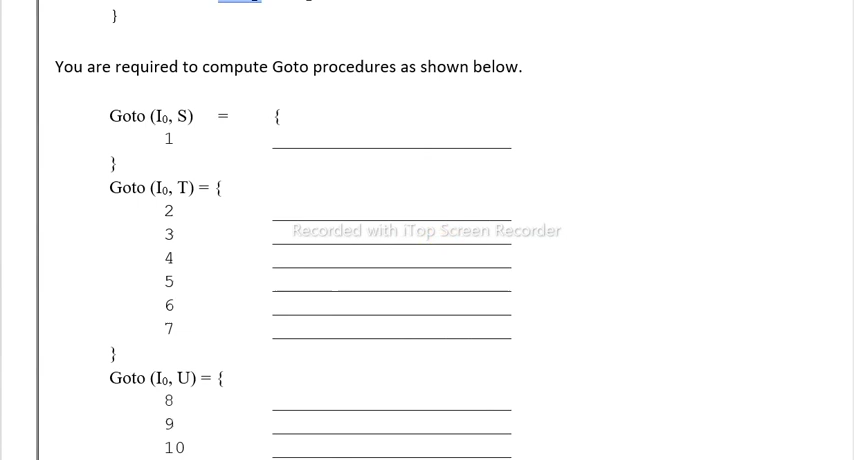 }
You are required to compute Goto procedures as shown below.
Goto (I₀, S) = {
1
}
Goto (I₀, T) = {
2
Recorded with iTop Screen Recorder
3
4
5
6
7
}
Goto (I₀, U) = {
8
9
10